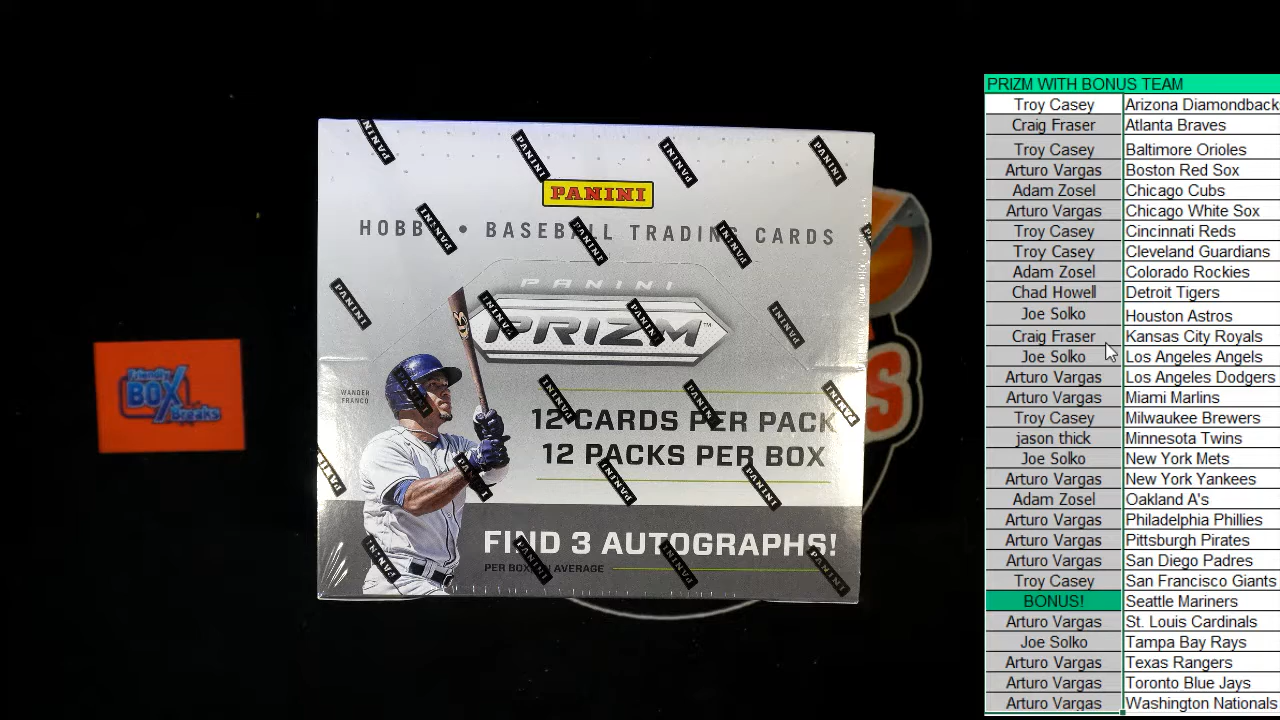 PANINI
HOBBY • BASEBALL TRADING CARDS
PANINI
PRIZM™
WANDER
FRANCO
12 CARDS PER PACK
12 PACKS PER BOX
FIND 3 AUTOGRAPHS!
PER BOX, ON AVERAGE
Friendly
BOX
Breaks
PRIZM WITH BONUS TEAM
Troy Casey Arizona Diamondback
Craig Fraser Atlanta Braves
Troy Casey Baltimore Orioles
Arturo Vargas Boston Red Sox
Adam Zosel Chicago Cubs
Arturo Vargas Chicago White Sox
Troy Casey Cincinnati Reds
Troy Casey Cleveland Guardians
Adam Zosel Colorado Rockies
Chad Howell Detroit Tigers
Joe Solko Houston Astros
Craig Fraser Kansas City Royals
Joe Solko Los Angeles Angels
Arturo Vargas Los Angeles Dodgers
Arturo Vargas Miami Marlins
Troy Casey Milwaukee Brewers
jason thick Minnesota Twins
Joe Solko New York Mets
Arturo Vargas New York Yankees
Adam Zosel Oakland A's
Arturo Vargas Philadelphia Phillies
Arturo Vargas Pittsburgh Pirates
Arturo Vargas San Diego Padres
Troy Casey San Francisco Giants
BONUS! Seattle Mariners
Arturo Vargas St. Louis Cardinals
Joe Solko Tampa Bay Rays
Arturo Vargas Texas Rangers
Arturo Vargas Toronto Blue Jays
Arturo Vargas Washington Nationals